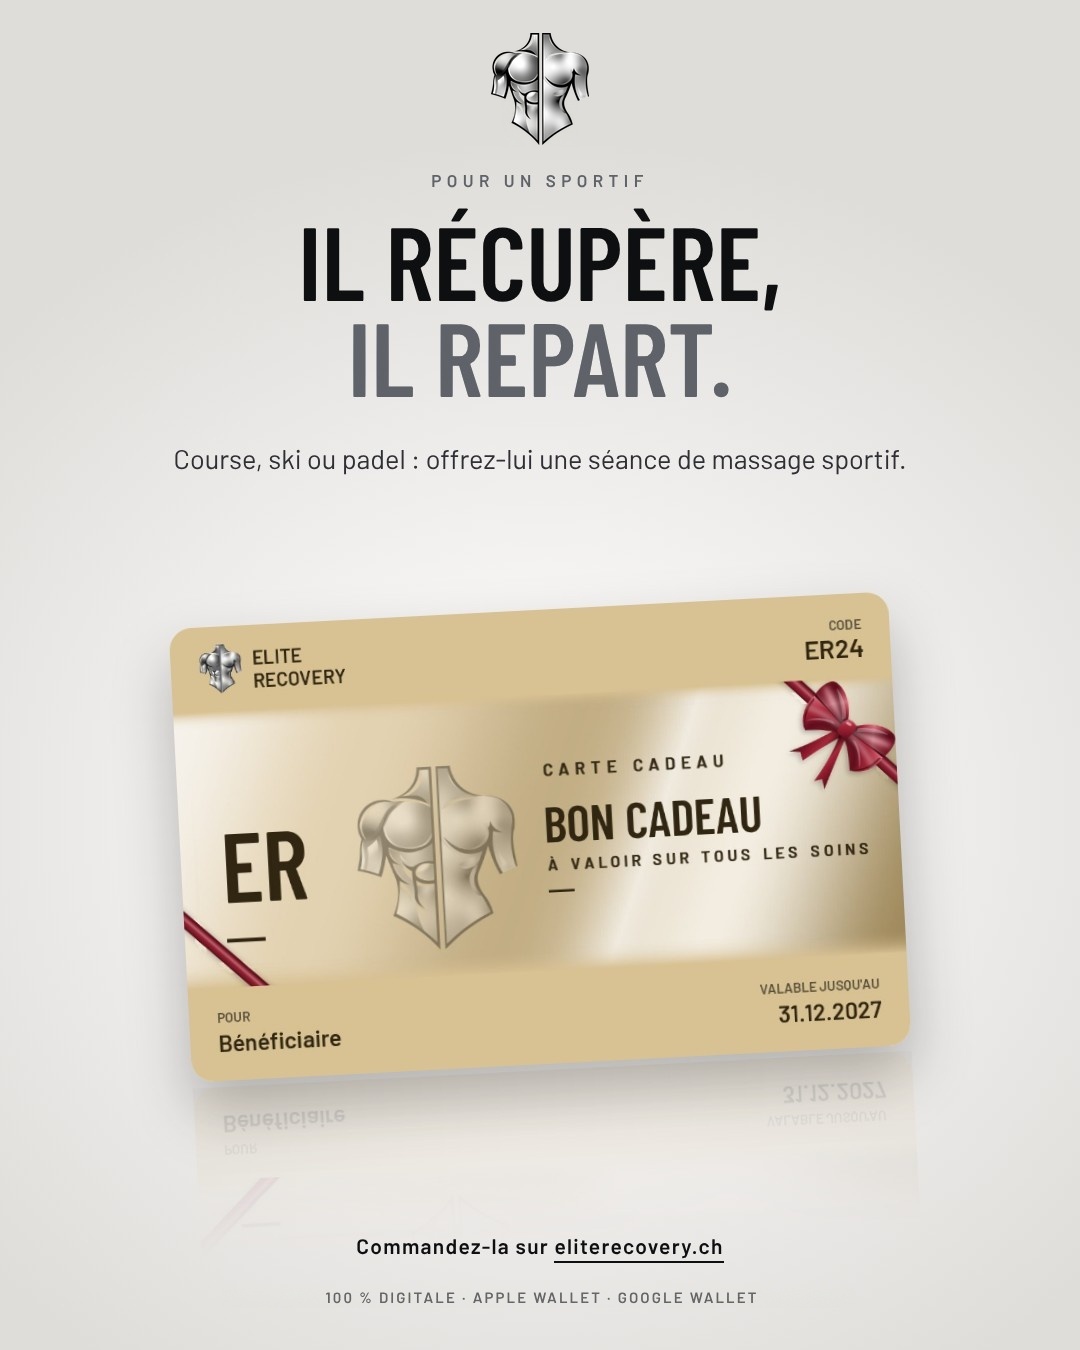 POUR UN SPORTIF
IL RÉCUPÈRE,
IL REPART.
Course, ski ou padel : offrez-lui une séance de massage sportif.
ELITE
RECOVERY
CODE
ER24
CARTE CADEAU
BON CADEAU
À VALOIR SUR TOUS LES SOINS
ER
POUR
Bénéficiaire
VALABLE JUSQU'AU
31.12.2027
Commandez-la sur eliterecovery.ch
100 % DIGITALE · APPLE WALLET · GOOGLE WALLET